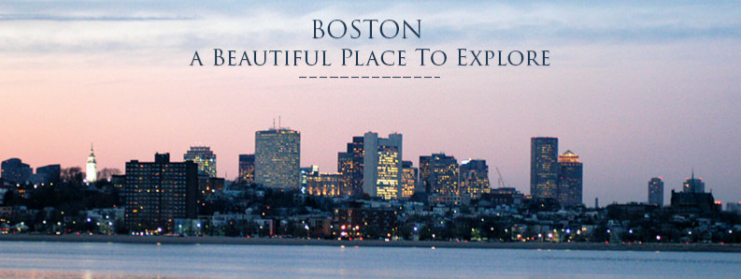 BOSTON
A BEAUTIFUL PLACE TO EXPLORE